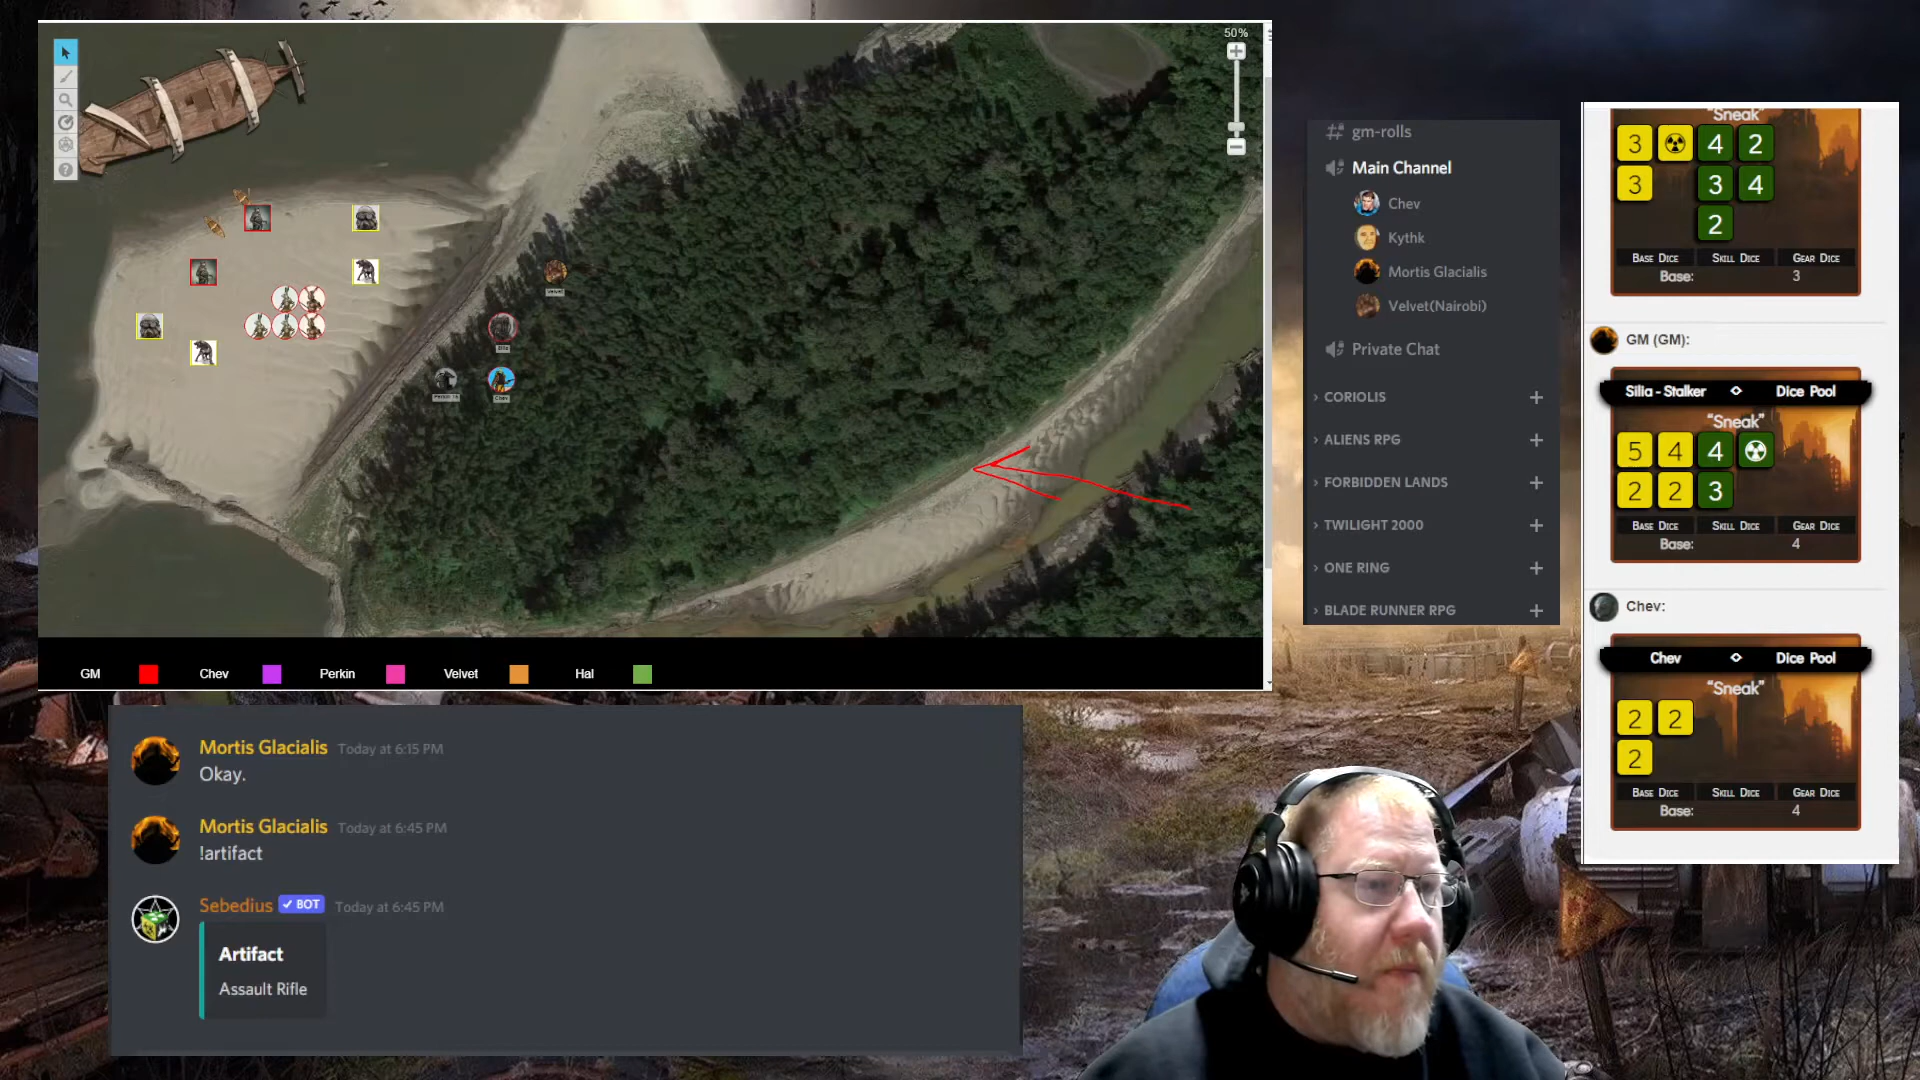 50%
GM
Chev
Perkin
Velvet
Hal
Mortis Glacialis Today at 6:15 PM
Okay.
Mortis Glacialis Today at 6:45 PM
!artifact
Sebedius ✓ BOT Today at 6:45 PM
Artifact
Assault Rifle
gm-rolls
Main Channel
Chev
Kythk
Mortis Glacialis
Velvet(Nairobi)
Private Chat
CORIOLIS
ALIENS RPG
FORBIDDEN LANDS
TWILIGHT 2000
ONE RING
BLADE RUNNER RPG
"Sneak"
3 4 2
3 3 4
2
BASE DICE SKILL DICE GEAR DICE
Base: 3
GM (GM):
Silia - Stalker Dice Pool
"Sneak"
5 4 4
2 2 3
BASE DICE SKILL DICE GEAR DICE
Base: 4
Chev:
Chev Dice Pool
"Sneak"
2 2
2
BASE DICE SKILL DICE GEAR DICE
Base: 4